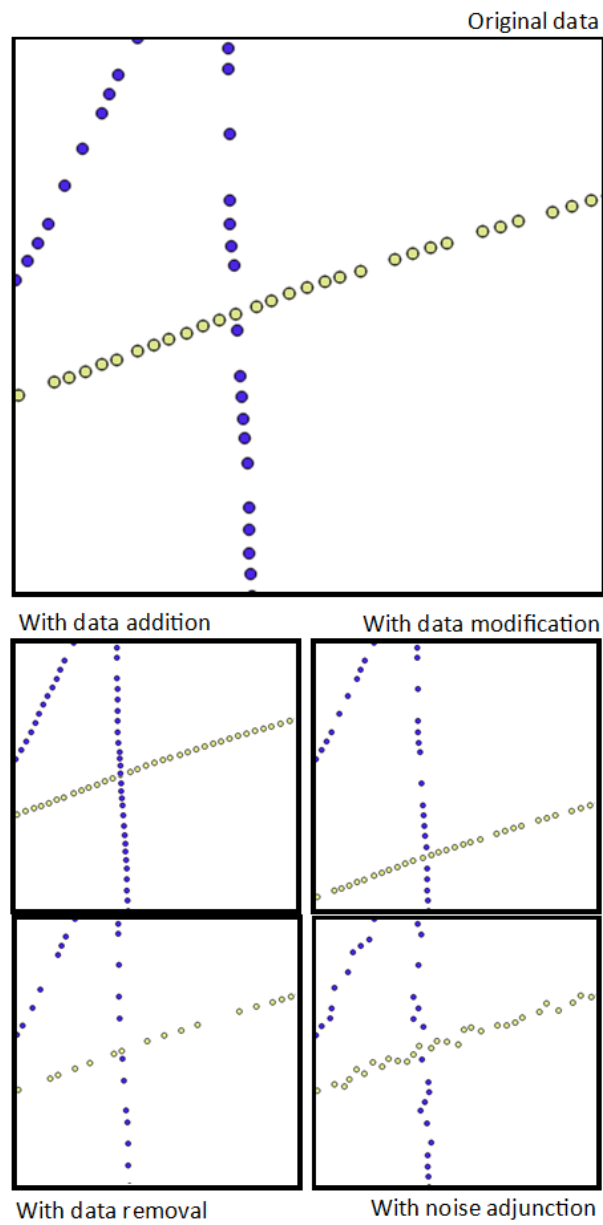 Original data
With data addition
With data modification
With data removal
With noise adjunction